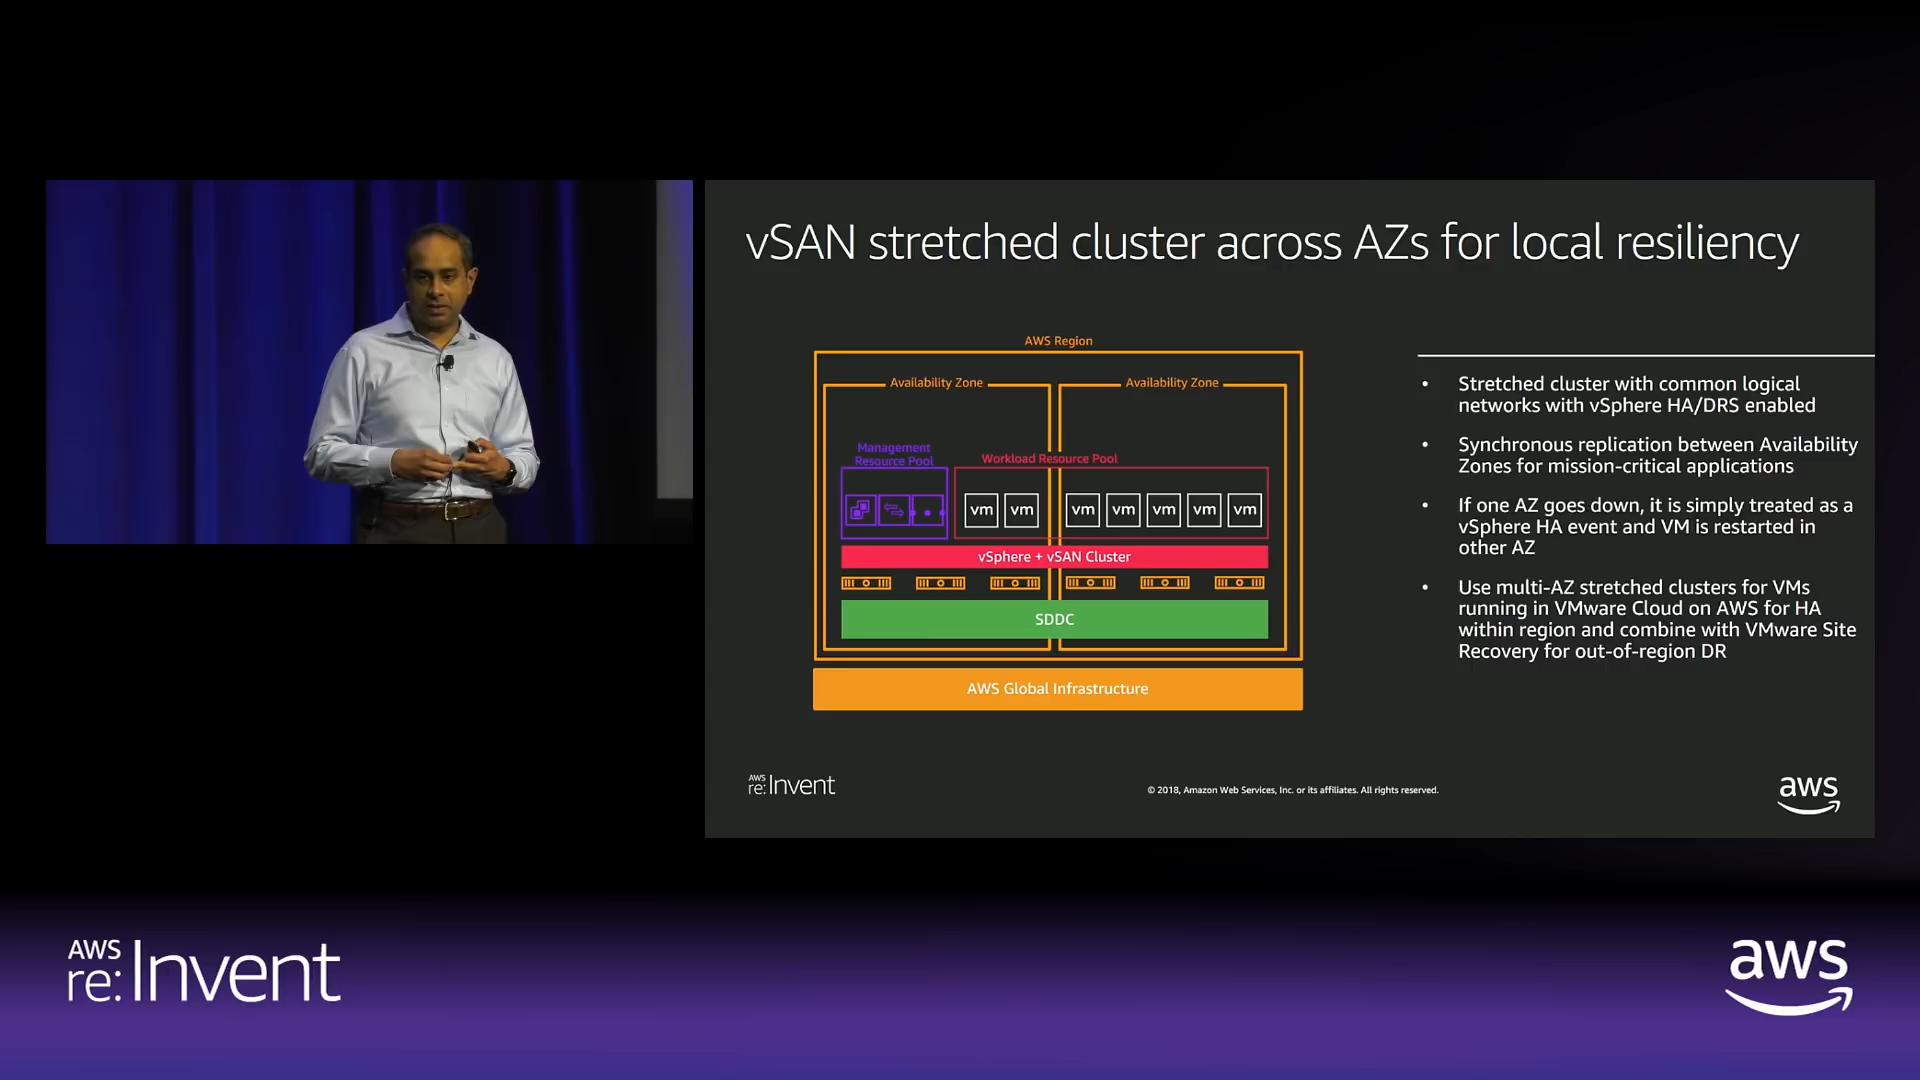 vSAN stretched cluster across AZs for local resiliency
AWS Region
Availability Zone
Availability Zone
Management
Resource Pool
Workload Resource Pool
vm vm vm vm vm vm vm
vSphere + vSAN Cluster
SDDC
AWS Global Infrastructure
• Stretched cluster with common logical
networks with vSphere HA/DRS enabled
• Synchronous replication between Availability
Zones for mission-critical applications
• If one AZ goes down, it is simply treated as a
vSphere HA event and VM is restarted in
other AZ
• Use multi-AZ stretched clusters for VMs
running in VMware Cloud on AWS for HA
within region and combine with VMware Site
Recovery for out-of-region DR
AWS
re:Invent
© 2018, Amazon Web Services, Inc. or its affiliates. All rights reserved.
aws
AWS
re:Invent
aws